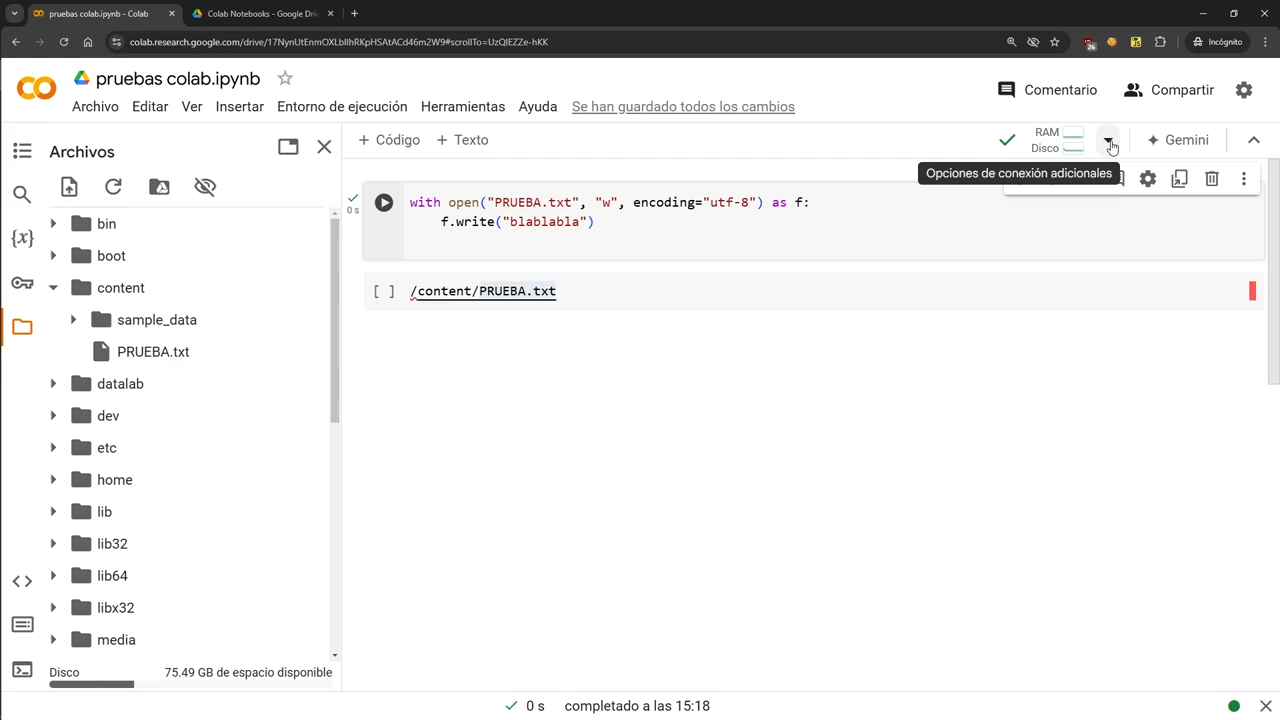 pruebas colab.ipynb - Colab
Colab Notebooks - Google Dri
colab.research.google.com/drive/17NynUtEnmOXLbIlhRKpHSAtACd46m2W9#scrollTo=UzQIEZZe-hKK
Incógnito
pruebas colab.ipynb
Comentario
Compartir
Archivo Editar Ver Insertar Entorno de ejecución Herramientas Ayuda Se han guardado todos los cambios
Archivos
+ Código + Texto
RAM
Disco
Gemini
Opciones de conexión adicionales
bin
boot
content
sample_data
PRUEBA.txt
datalab
dev
etc
home
lib
lib32
lib64
libx32
media
Disco 75.49 GB de espacio disponible
0 s
with open("PRUEBA.txt", "w", encoding="utf-8") as f:
f.write("blablabla")
[ ] /content/PRUEBA.txt
0 s completado a las 15:18